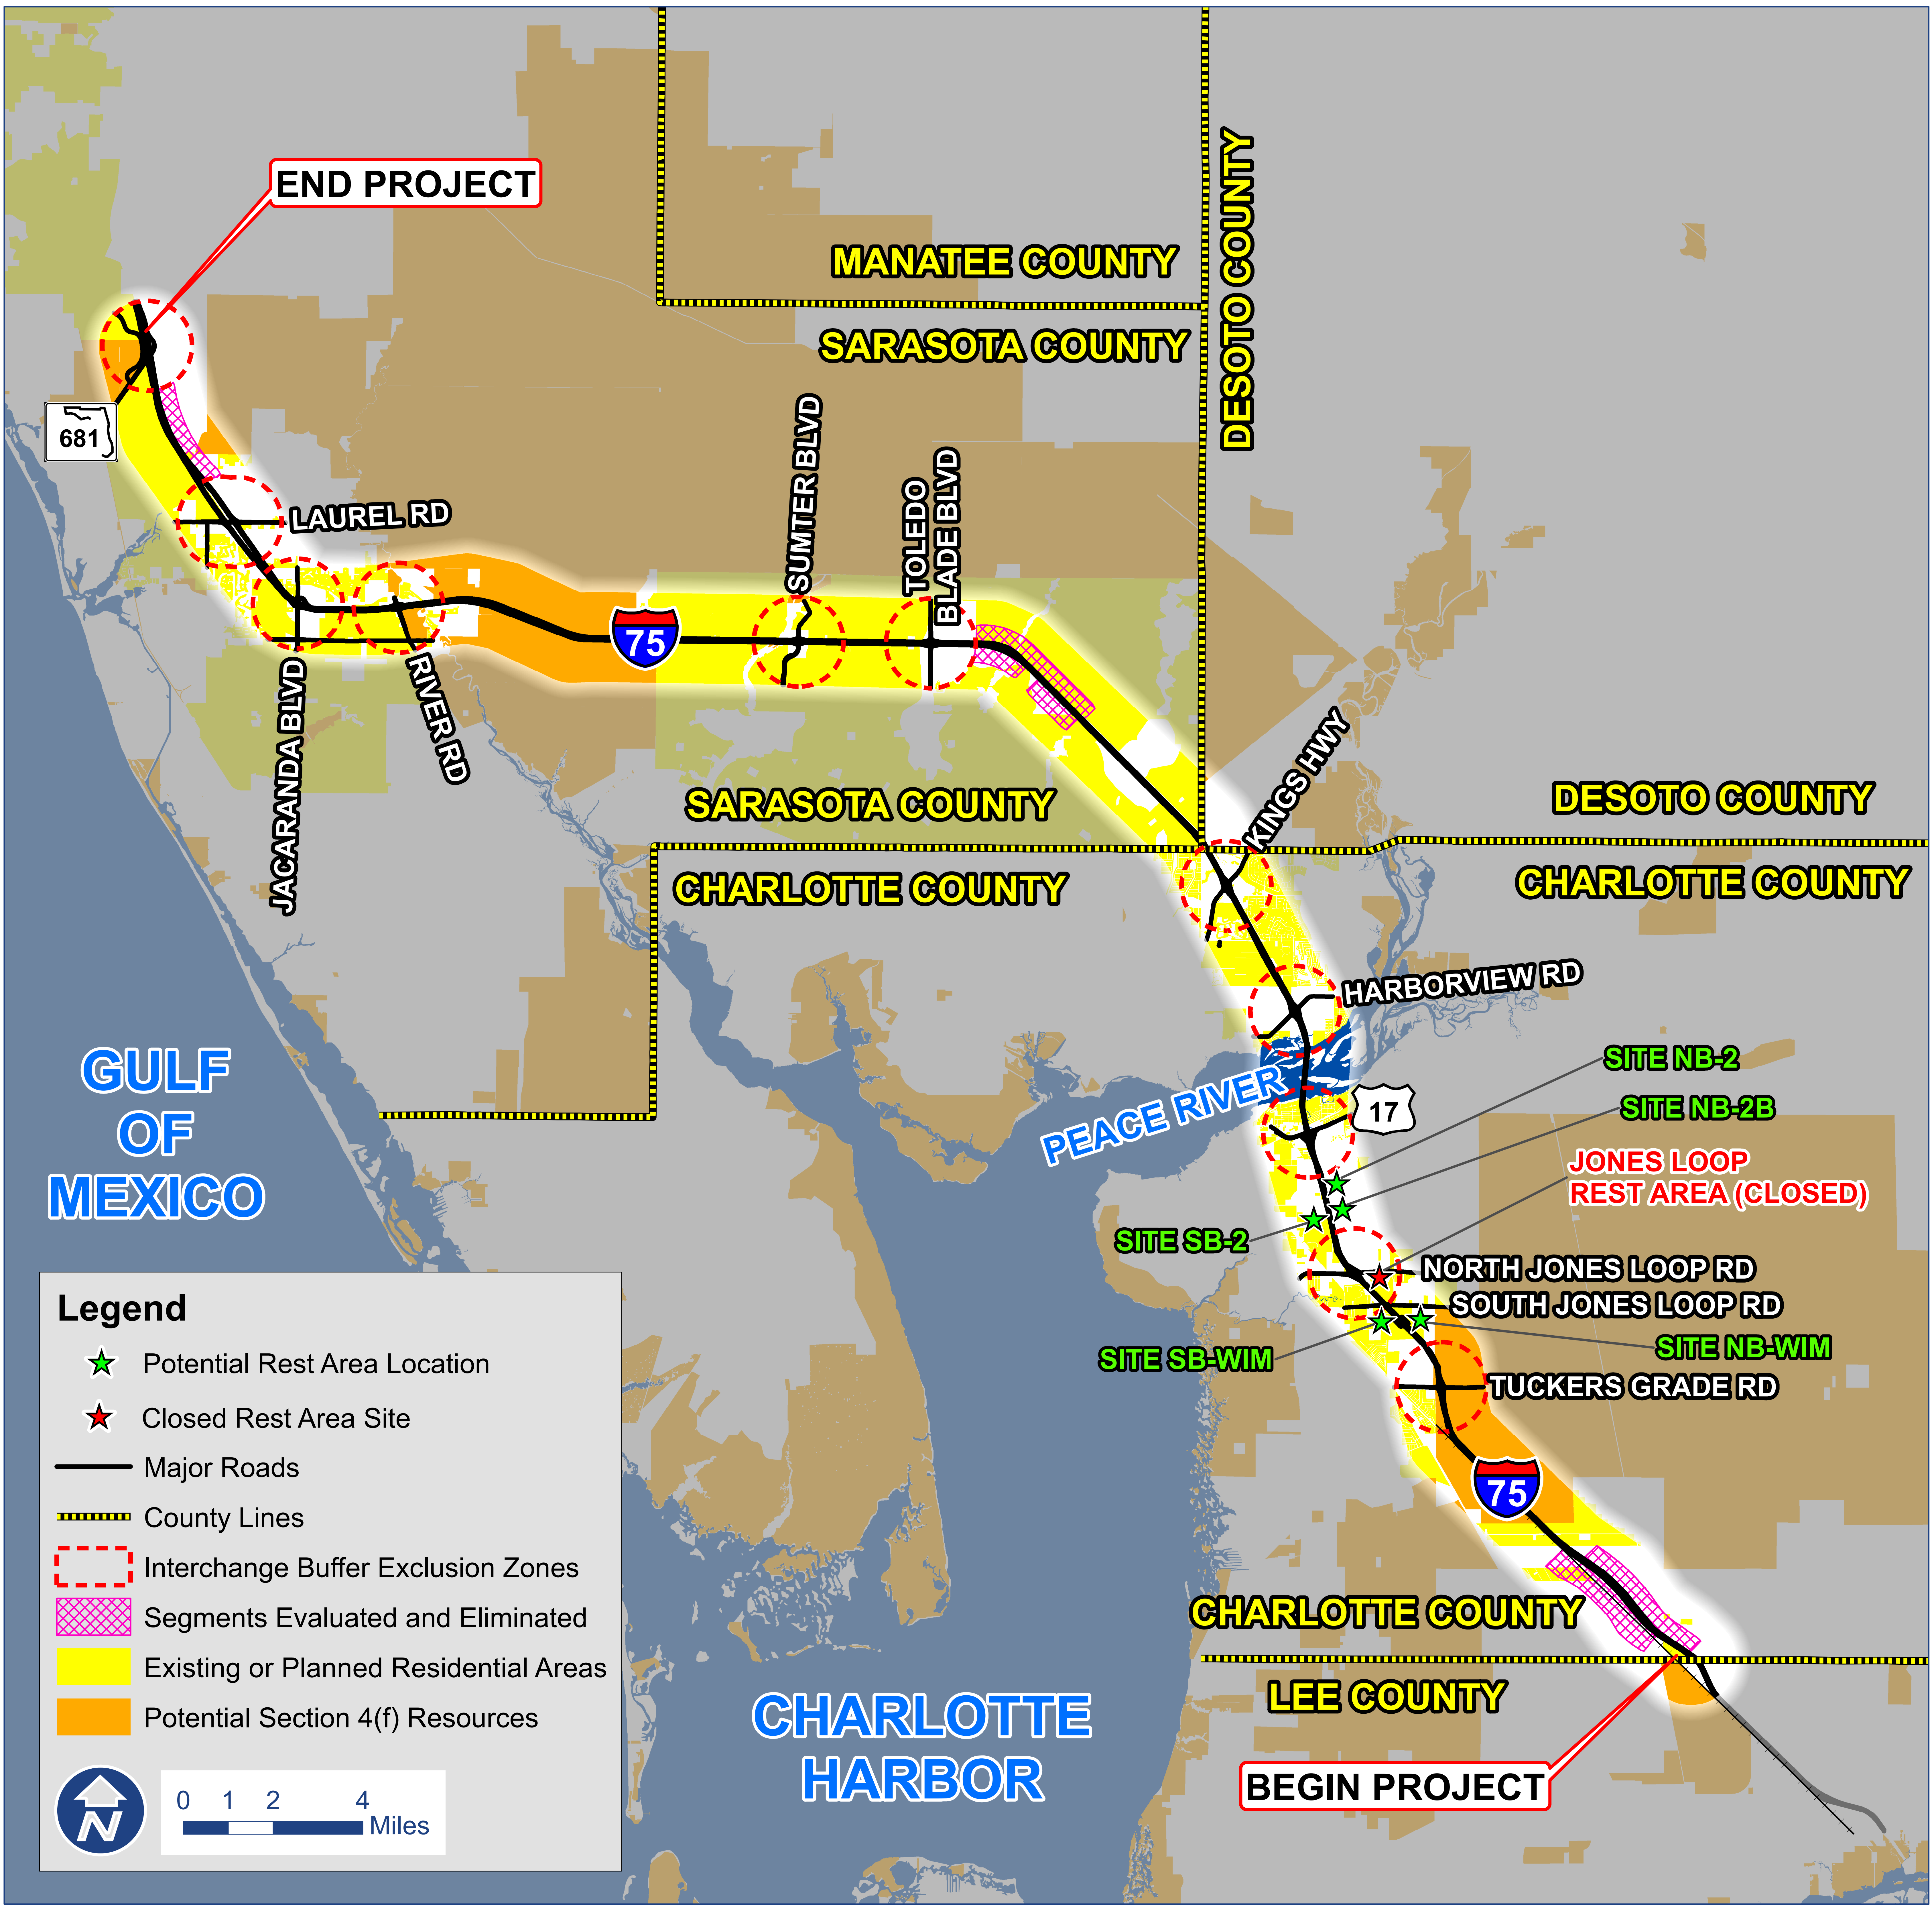 END PROJECT
MANATEE COUNTY
DESOTO COUNTY
SARASOTA COUNTY
681
LAUREL RD
SUMTER BLVD
TOLEDO
BLADE BLVD
75
JACARANDA BLVD
RIVER RD
KINGS HWY
SARASOTA COUNTY
DESOTO COUNTY
CHARLOTTE COUNTY
CHARLOTTE COUNTY
HARBORVIEW RD
GULF
OF
MEXICO
PEACE RIVER
17
SITE NB-2
SITE NB-2B
JONES LOOP
REST AREA (CLOSED)
SITE SB-2
NORTH JONES LOOP RD
SOUTH JONES LOOP RD
SITE SB-WIM
SITE NB-WIM
TUCKERS GRADE RD
75
CHARLOTTE COUNTY
LEE COUNTY
CHARLOTTE
HARBOR
BEGIN PROJECT
Legend
Potential Rest Area Location
Closed Rest Area Site
Major Roads
County Lines
Interchange Buffer Exclusion Zones
Segments Evaluated and Eliminated
Existing or Planned Residential Areas
Potential Section 4(f) Resources
N
0 1 2 4
Miles